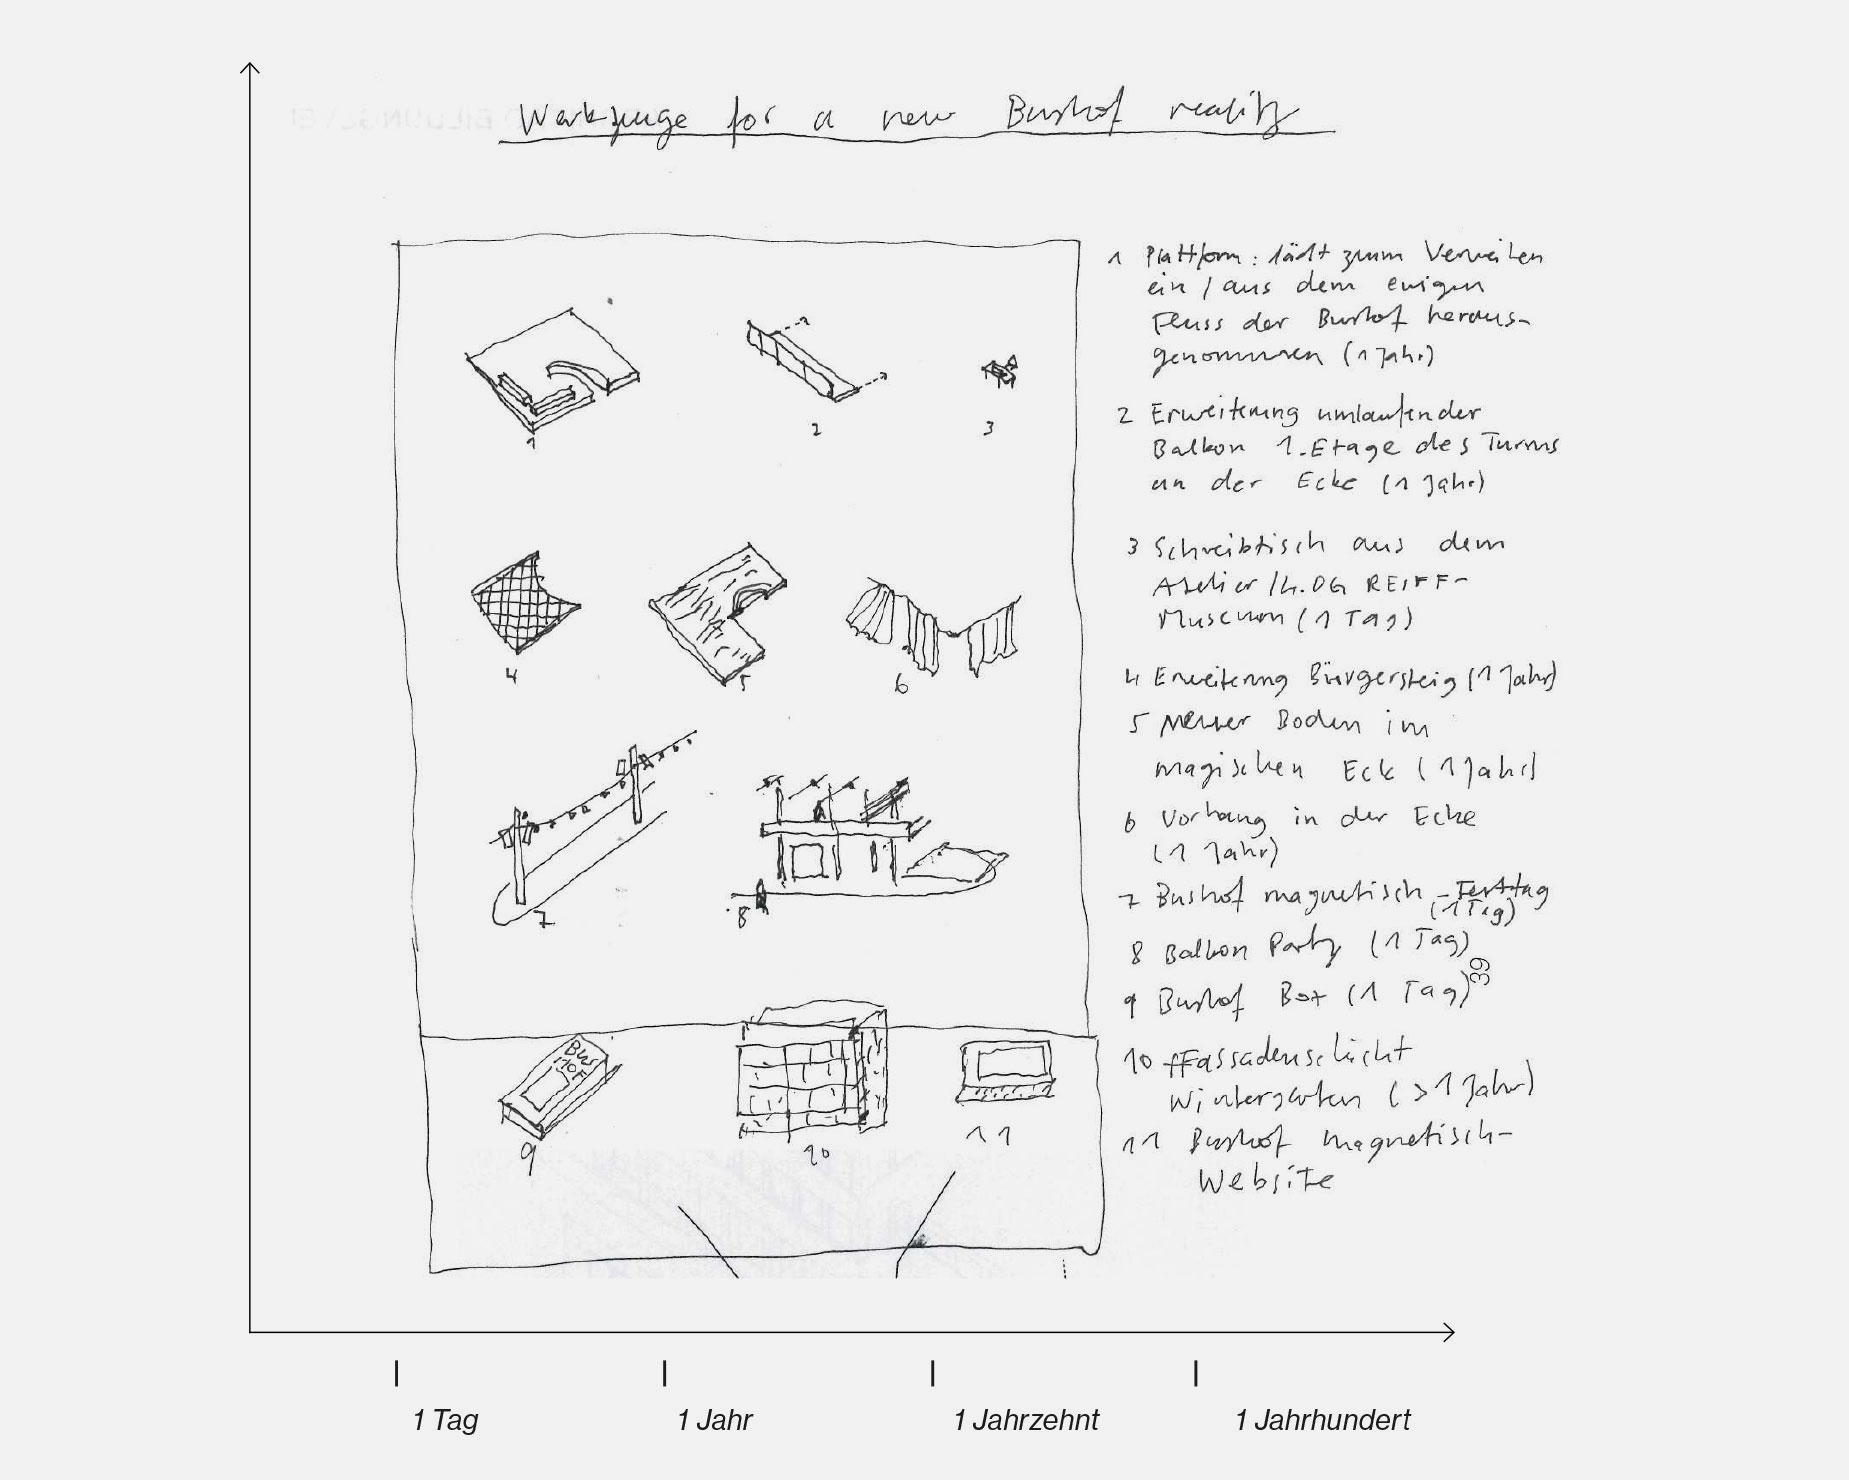 Werkzeuge for a new Bushof reality
1 Plattform: lädt zum Verweilen
ein / aus dem ewigen
Fluss der Bushof heraus-
genommen (1 Jahr)
2 Erweiterung umlaufender
Balkon 1. Etage des Turms
an der Ecke (1 Jahr)
3 Schreibtisch aus dem
Atelier / 4. OG REIFF-
Museum (1 Tag)
4 Erweiterung Bürgersteig (1 Jahr)
5 Neuer Boden im
magischen Eck (1 Jahr)
6 Vorhang in der Ecke
(1 Jahr)
7 Bushof magnetisch - Festtag
(1 Tag)
8 Balkon Party (1 Tag)
39
9 Bushof Box (1 Tag)
10 Fassadenschicht
Wintergarten (>1 Jahr)
11 Bushof magnetisch-
Website
1
2
3
4
5
6
7
8
BUS
HOF
9
10
11
1 Tag
1 Jahr
1 Jahrzehnt
1 Jahrhundert